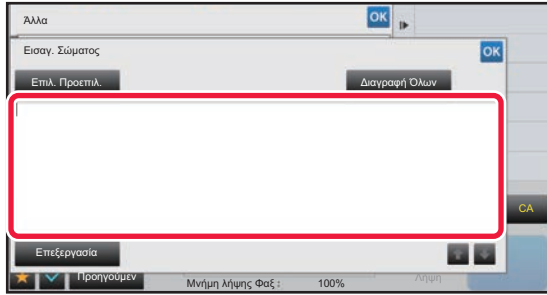 Άλλα OK
Εισαγ. Σώματος OK
Επιλ. Προεπιλ. Διαγραφή Όλων
CA
Επεξεργασία
Προηγούμεν Λήψη
Μνήμη λήψης Φαξ : 100%